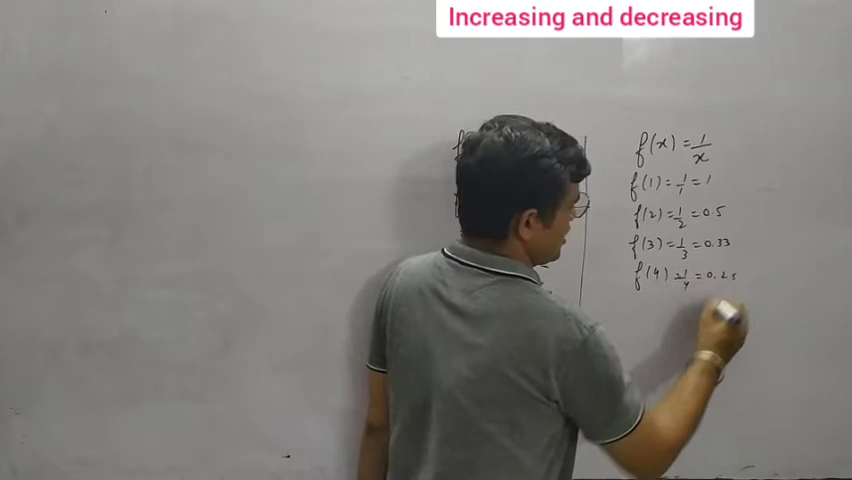 Increasing and decreasing
f(x) = 1/x
f(1) = 1/1 = 1
f(2) = 1/2 = 0.5
f(3) = 1/3 = 0.33
f(4) = 1/4 = 0.25